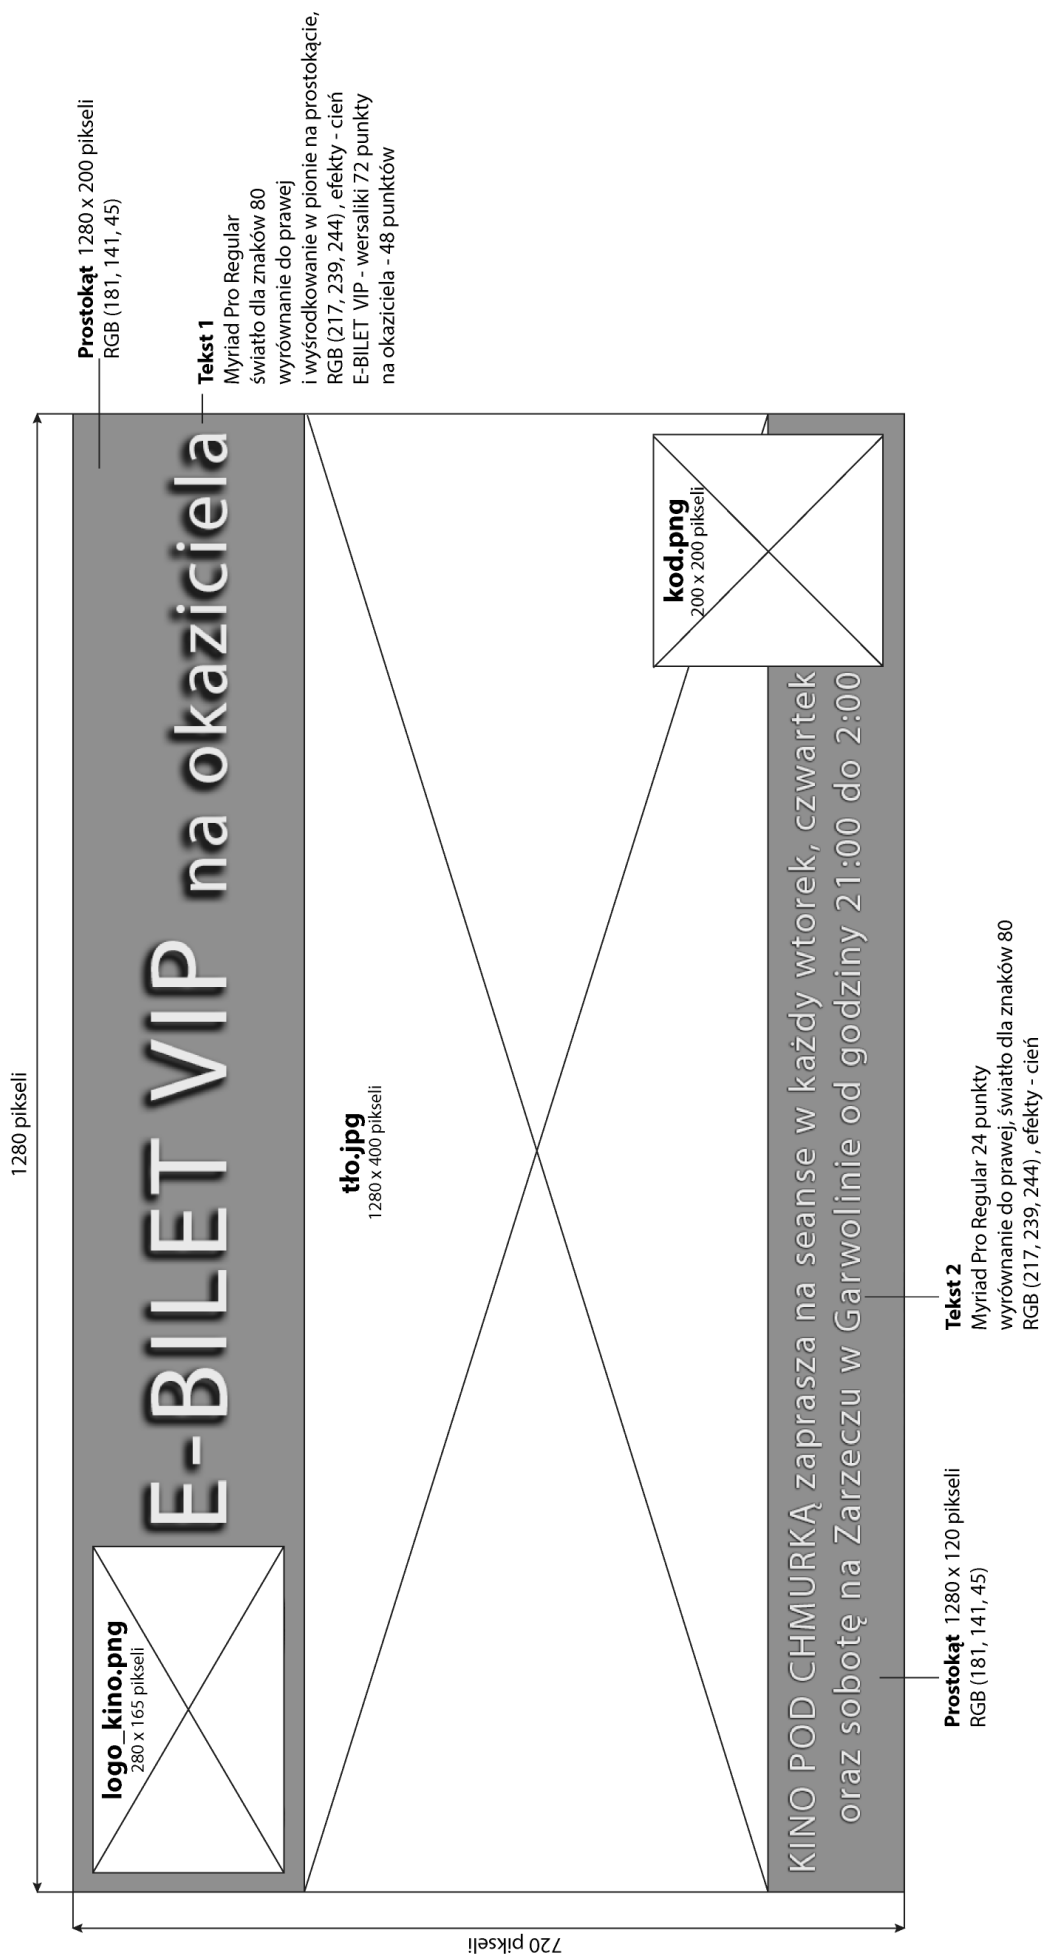 1280 pikseli
720 pikseli
Prostokąt 1280 x 200 pikseli
RGB (181, 141, 45)
Tekst 1
Myriad Pro Regular
światło dla znaków 80
wyrównanie do prawej
i wyśrodkowanie w pionie na prostokącie,
RGB (217, 239, 244) , efekty - cień
E-BILET VIP - wersaliki 72 punkty
na okaziciela - 48 punktów
logo_kino.png
280 x 165 pikseli
E-BILET VIP na okaziciela
tło.jpg
1280 x 400 pikseli
kod.png
200 x 200 pikseli
KINO POD CHMURKĄ zaprasza na seanse w każdy wtorek, czwartek
oraz sobotę na Zarzeczu w Garwolinie od godziny 21:00 do 2:00
Prostokąt 1280 x 120 pikseli
RGB (181, 141, 45)
Tekst 2
Myriad Pro Regular 24 punkty
wyrównanie do prawej, światło dla znaków 80
RGB (217, 239, 244) , efekty - cień